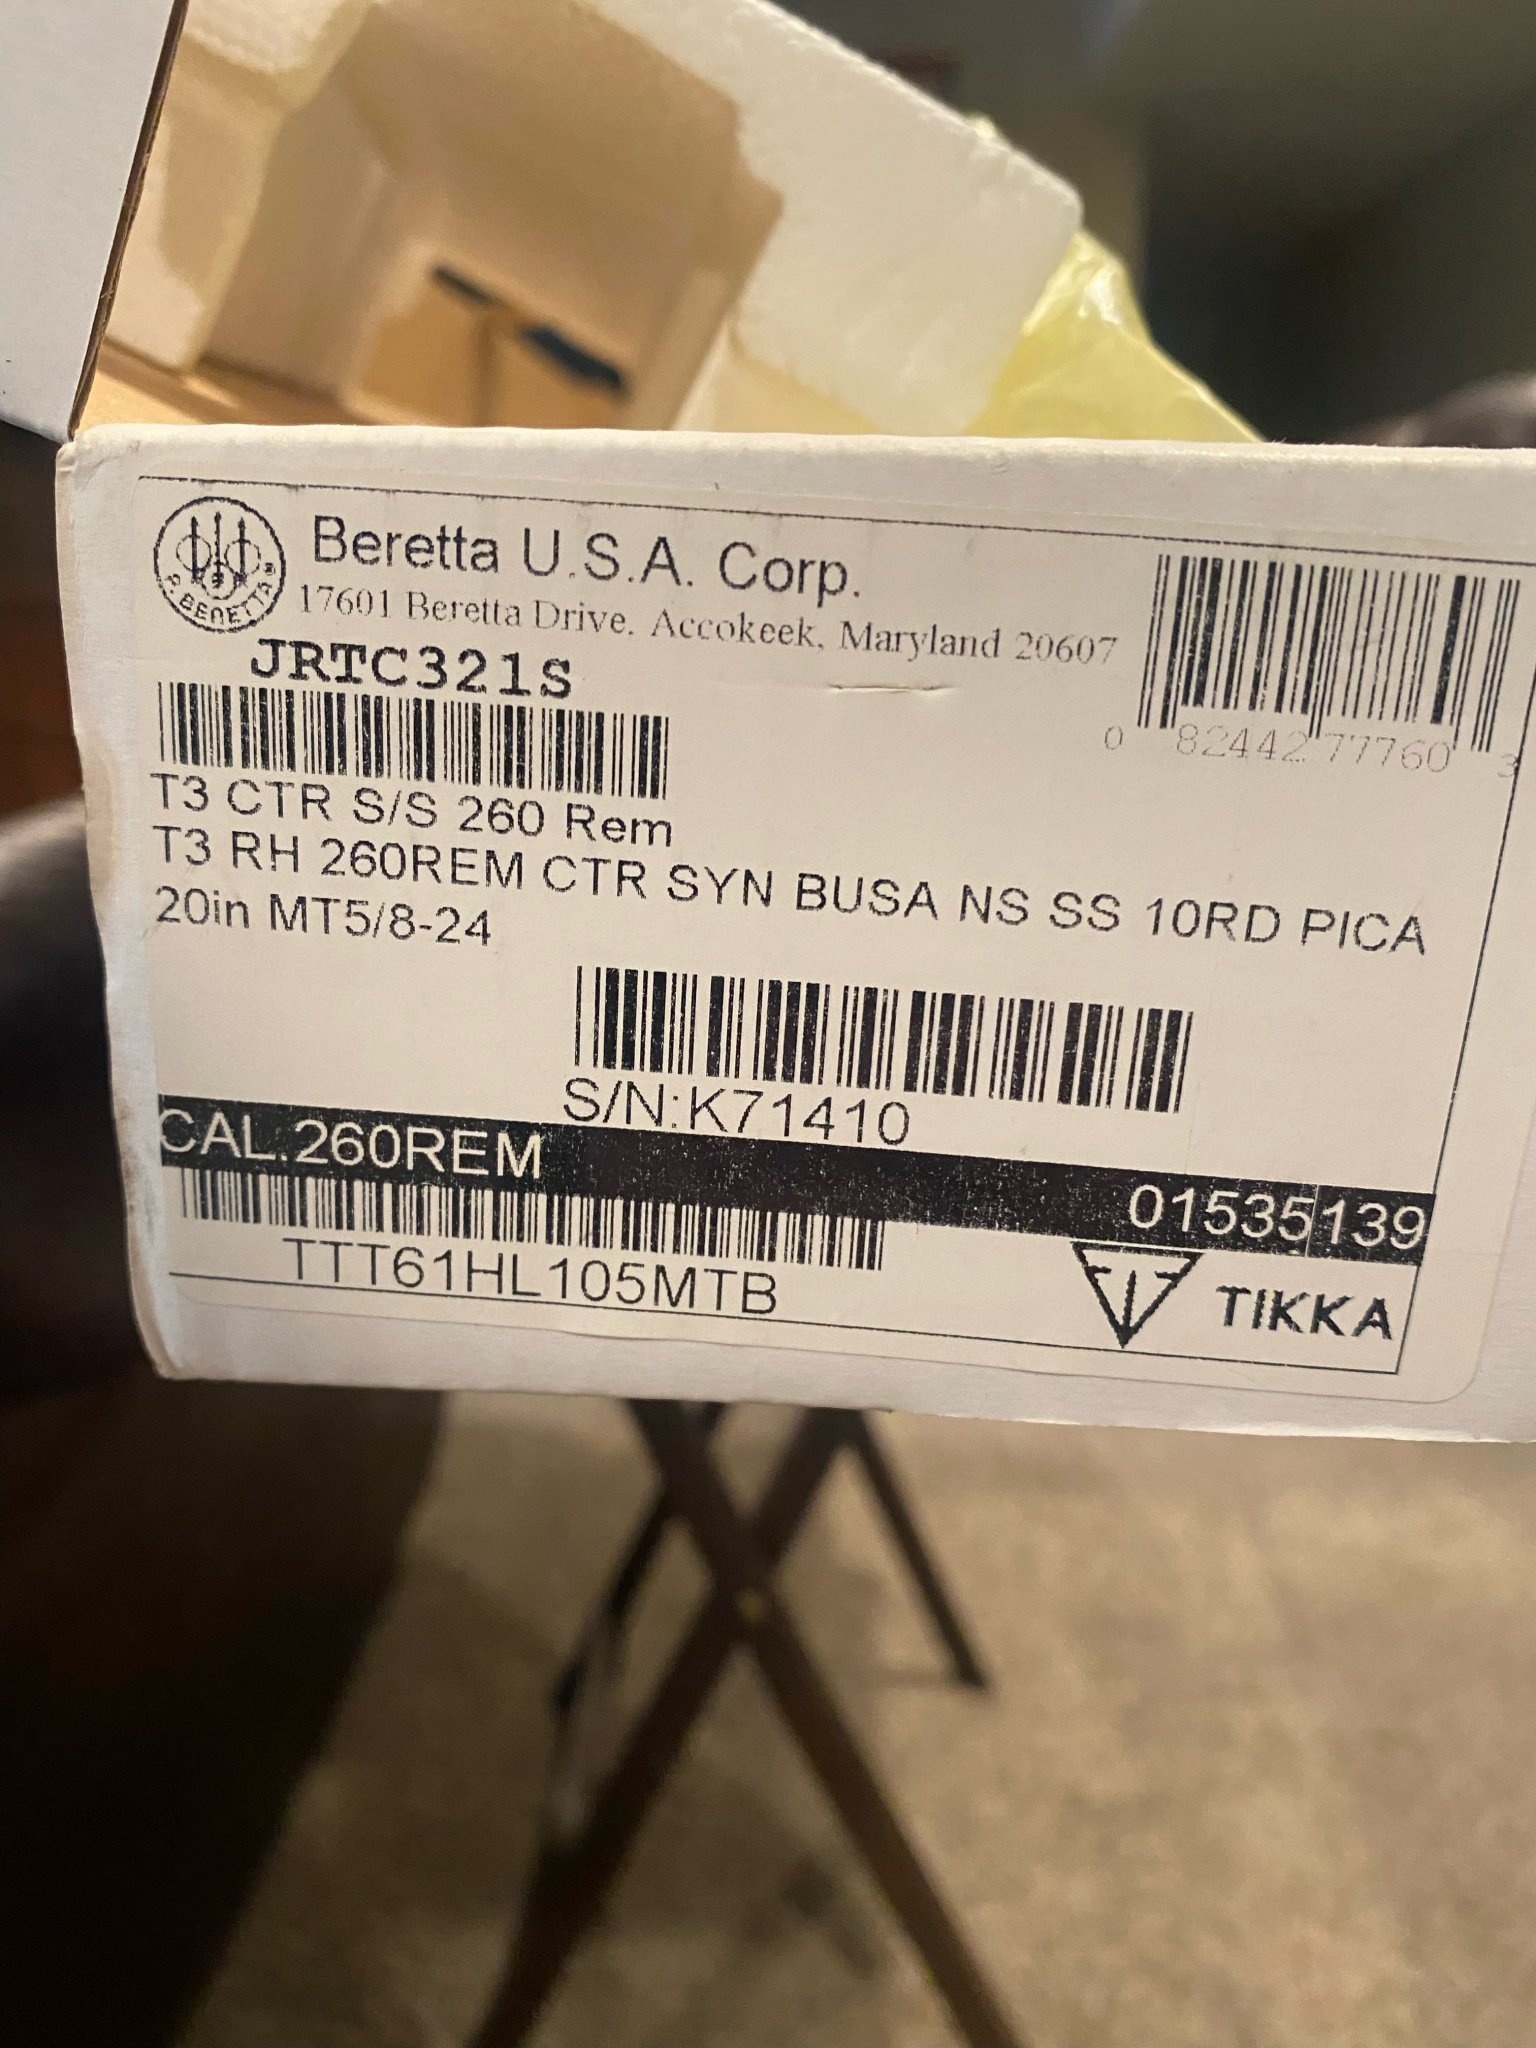 P. BERETTA
Beretta U.S.A. Corp.
17601 Beretta Drive, Accokeek, Maryland 20607
JRTC321S
0 82442 77760 3
T3 CTR S/S 260 Rem
T3 RH 260REM CTR SYN BUSA NS SS 10RD PICA
20in MT5/8-24
S/N:K71410
CAL.260REM
01535139
TTT61HL105MTB
TIKKA